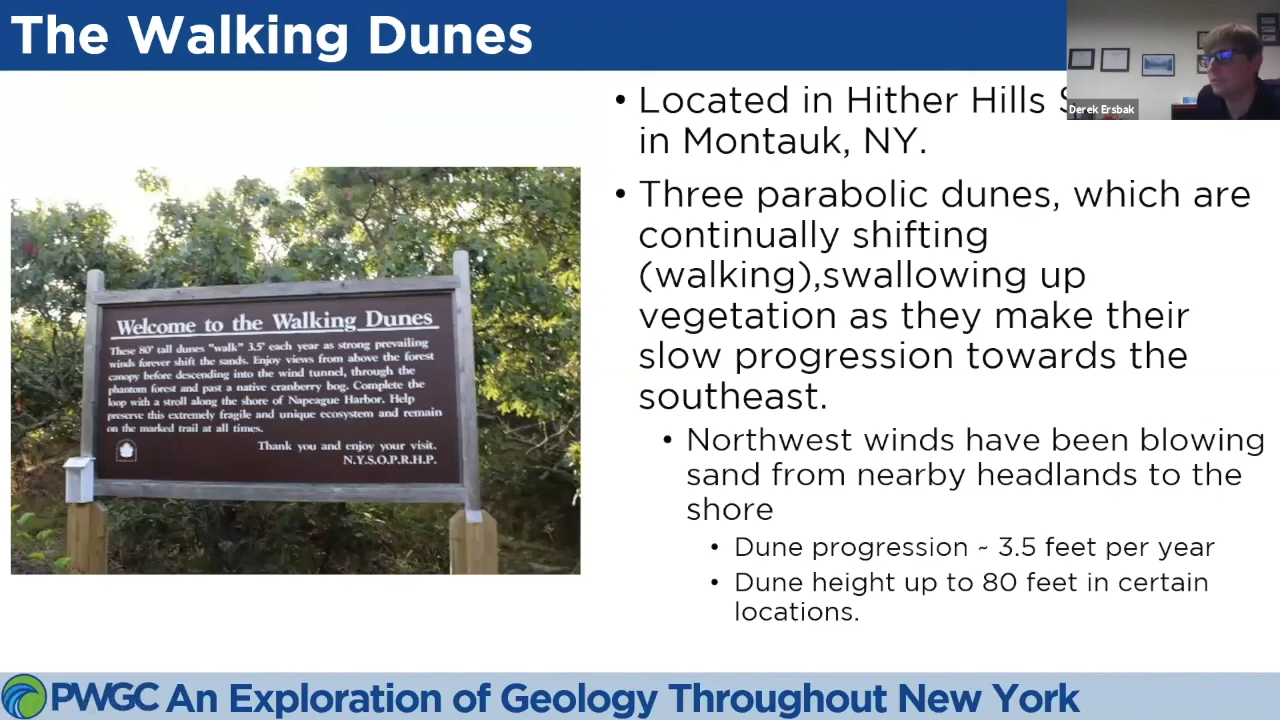 The Walking Dunes
Derek Ersbak
• Located in Hither Hills
in Montauk, NY.
• Three parabolic dunes, which are
continually shifting
(walking),swallowing up
vegetation as they make their
slow progression towards the
southeast.
• Northwest winds have been blowing
sand from nearby headlands to the
shore
• Dune progression ~ 3.5 feet per year
• Dune height up to 80 feet in certain
locations.
Welcome to the Walking Dunes
These 80' tall dunes "walk" 3.5' each year as strong prevailing
winds forever shift the sands. Enjoy views from above the forest
canopy before descending into the wind tunnel, through the
phantom forest and past a native cranberry bog. Complete the
loop with a stroll along the shore of Napeague Harbor. Help
preserve this extremely fragile and unique ecosystem and remain
on the marked trail at all times.
Thank you and enjoy your visit.
N.Y.S.O.P.R.H.P.
PWGC An Exploration of Geology Throughout New York